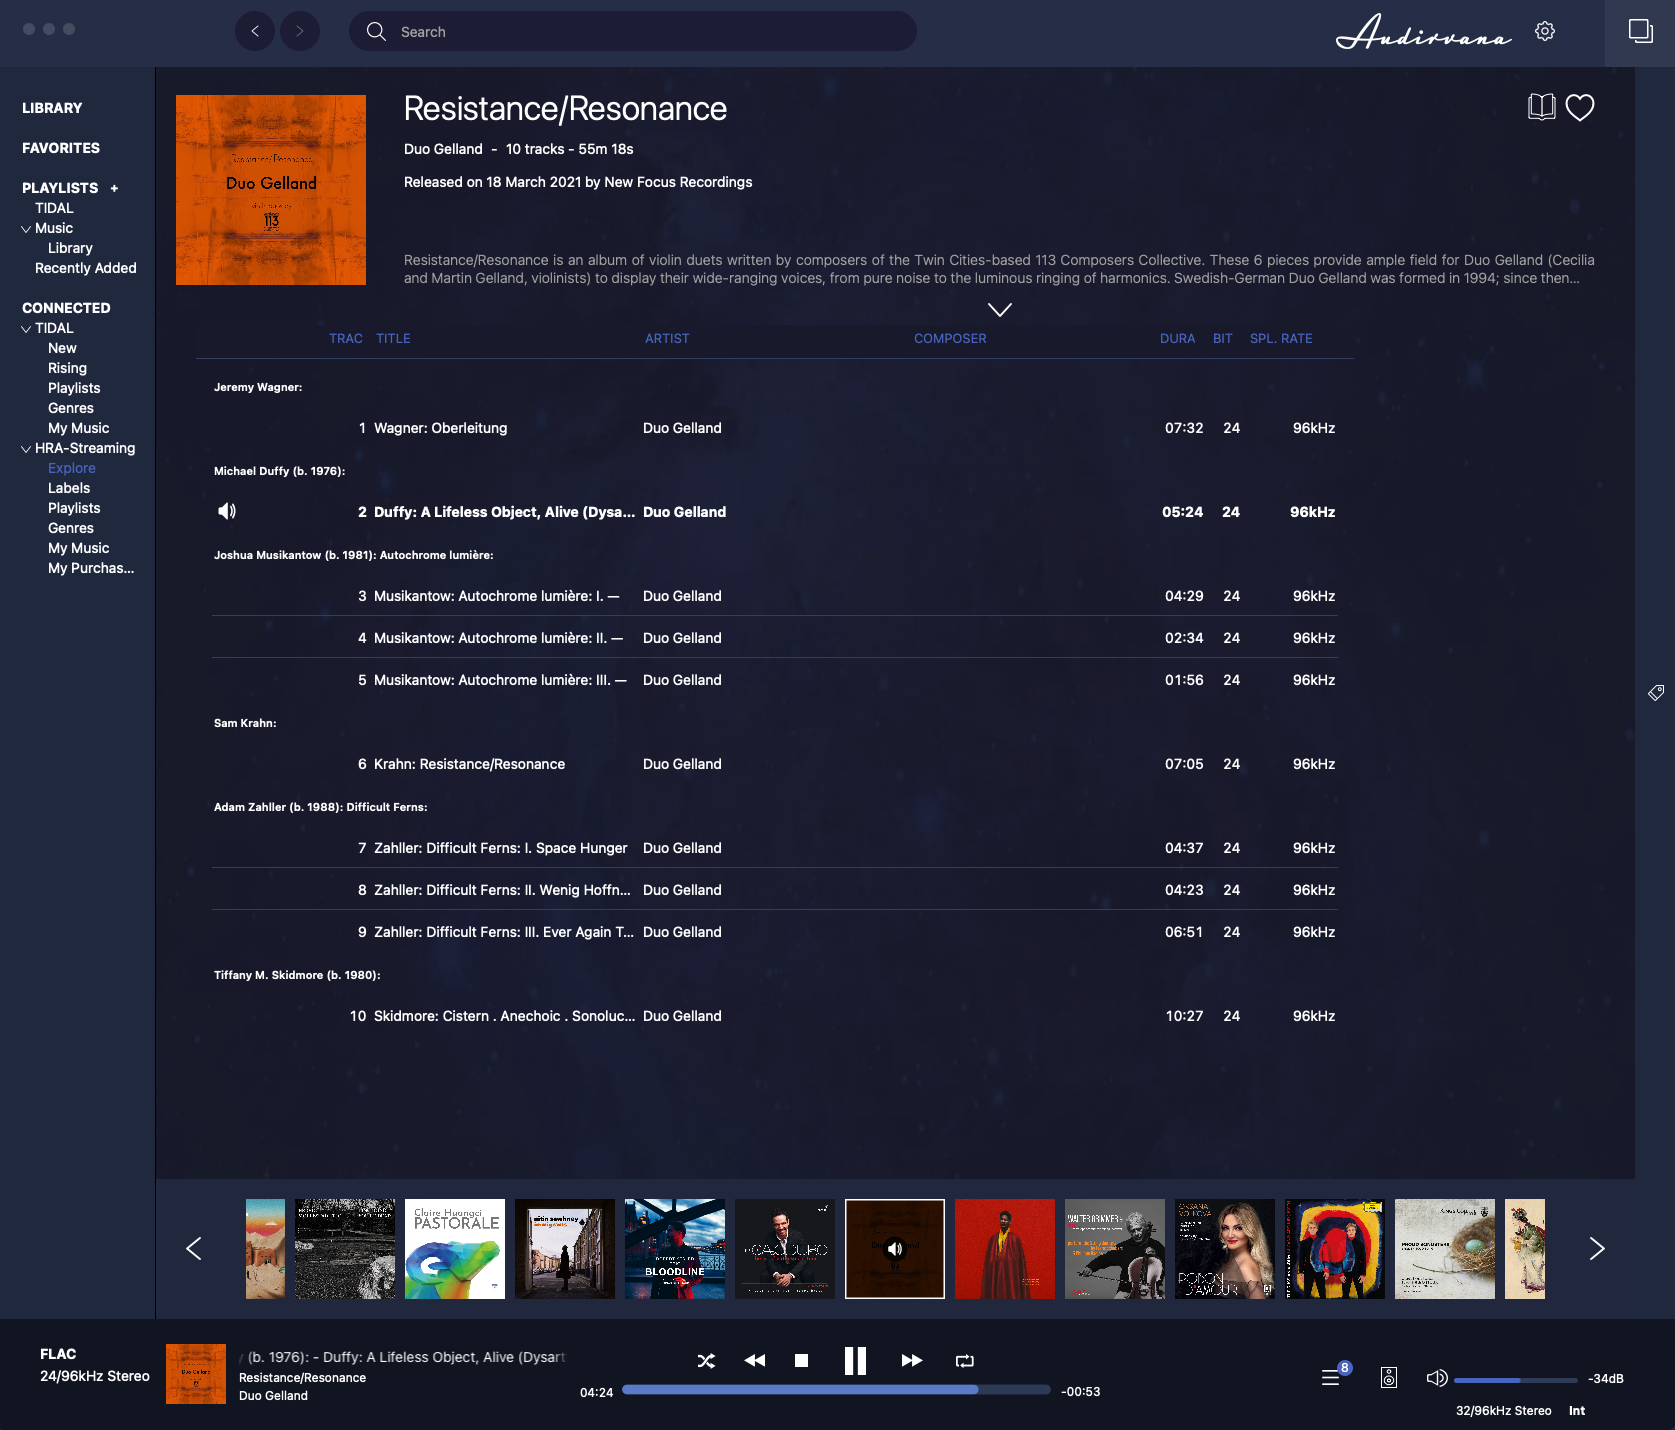 Search
Audirvana
LIBRARY
FAVORITES
PLAYLISTS +
TIDAL
Music
Library
Recently Added
CONNECTED
TIDAL
New
Rising
Playlists
Genres
My Music
HRA-Streaming
Explore
Labels
Playlists
Genres
My Music
My Purchas...
Resistance/Resonance
Duo Gelland
113
Resistance/Resonance
Duo Gelland - 10 tracks - 55m 18s
Released on 18 March 2021 by New Focus Recordings
Resistance/Resonance is an album of violin duets written by composers of the Twin Cities-based 113 Composers Collective. These 6 pieces provide ample field for Duo Gelland (Cecilia
and Martin Gelland, violinists) to display their wide-ranging voices, from pure noise to the luminous ringing of harmonics. Swedish-German Duo Gelland was formed in 1994; since then...
TRAC TITLE ARTIST COMPOSER DURA BIT SPL. RATE
Jeremy Wagner:
1 Wagner: Oberleitung Duo Gelland 07:32 24 96kHz
Michael Duffy (b. 1976):
2 Duffy: A Lifeless Object, Alive (Dysa... Duo Gelland 05:24 24 96kHz
Joshua Musikantow (b. 1981): Autochrome lumière:
3 Musikantow: Autochrome lumière: I. — Duo Gelland 04:29 24 96kHz
4 Musikantow: Autochrome lumière: II. — Duo Gelland 02:34 24 96kHz
5 Musikantow: Autochrome lumière: III. — Duo Gelland 01:56 24 96kHz
Sam Krahn:
6 Krahn: Resistance/Resonance Duo Gelland 07:05 24 96kHz
Adam Zahller (b. 1988): Difficult Ferns:
7 Zahller: Difficult Ferns: I. Space Hunger Duo Gelland 04:37 24 96kHz
8 Zahller: Difficult Ferns: II. Wenig Hoffn... Duo Gelland 04:23 24 96kHz
9 Zahller: Difficult Ferns: III. Ever Again T... Duo Gelland 06:51 24 96kHz
Tiffany M. Skidmore (b. 1980):
10 Skidmore: Cistern . Anechoic . Sonoluc... Duo Gelland 10:27 24 96kHz
Claire Huangci
PASTORALE
nitin sawhney
BLOODLINE
POISON
D'AMOUR
OKSANA
VOLKOVA
FLAC
24/96kHz Stereo
(b. 1976): - Duffy: A Lifeless Object, Alive (Dysart
Resistance/Resonance
Duo Gelland
04:24
-00:53
8
-34dB
32/96kHz Stereo Int